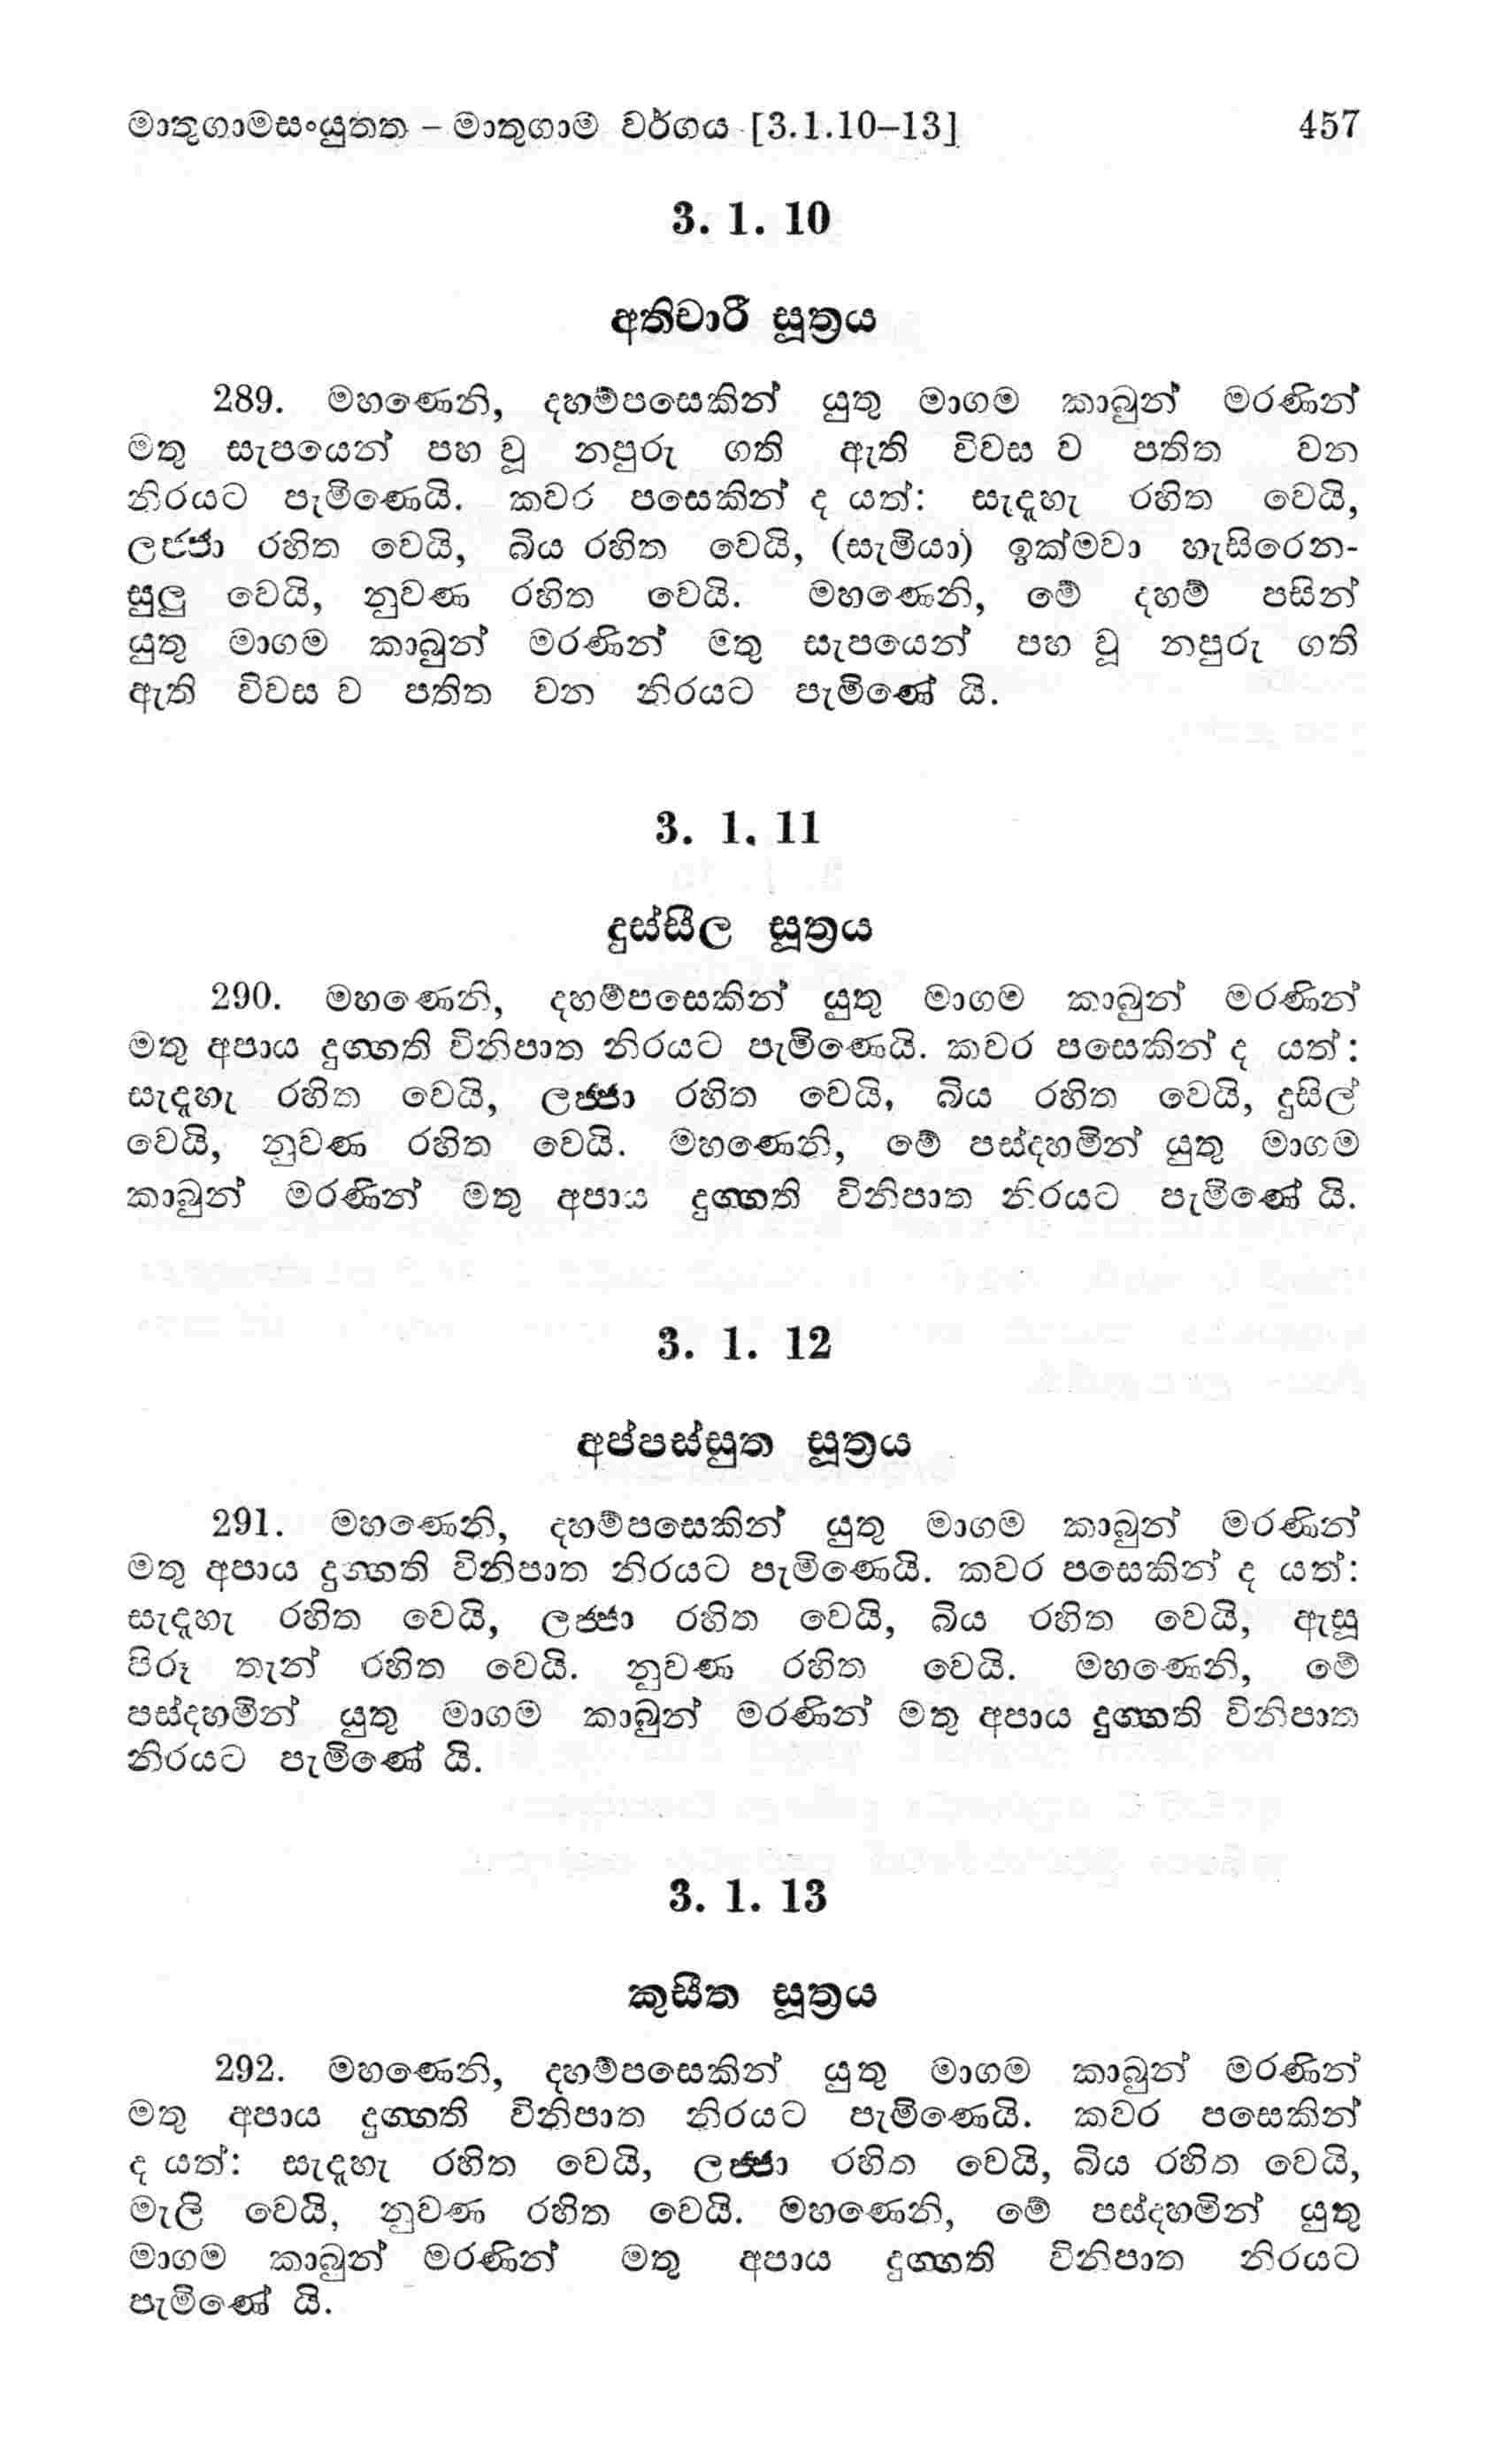 මාතුගාමසංයුතත – මාතුගාම වර්ගය [3.1.10–13] 457
3. 1. 10
අතිචාරී සූත්‍රය
289. මහණෙනි, දහම්පසෙකින් යුතු මාගම කාබුන් මරණින්
මතු සැපයෙන් පහ වූ නපුරු ගති ඇති විවස ව පතිත වන
නිරයට පැමිණෙයි. කවර පසෙකින් ද යත්: සැදැහැ රහිත වෙයි,
ලජ්ජා රහිත වෙයි, බිය රහිත වෙයි, (සැමියා) ඉක්මවා හැසිරෙන-
සුලු වෙයි, නුවණ රහිත වෙයි. මහණෙනි, මේ දහම් පසින්
යුතු මාගම කාබුන් මරණින් මතු සැපයෙන් පහ වූ නපුරු ගති
ඇති විවස ව පතිත වන නිරයට පැමිණේ යි.
3. 1. 11
දුස්සීල සූත්‍රය
290. මහණෙනි, දහම්පසෙකින් යුතු මාගම කාබුන් මරණින්
මතු අපාය දුග්ගති විනිපාත නිරයට පැමිණෙයි. කවර පසෙකින් ද යත්:
සැදැහැ රහිත වෙයි, ලජ්ජා රහිත වෙයි, බිය රහිත වෙයි, දුසිල්
වෙයි, නුවණ රහිත වෙයි. මහණෙනි, මේ පස්දහමින් යුතු මාගම
කාබුන් මරණින් මතු අපාය දුග්ගති විනිපාත නිරයට පැමිණේ යි.
3. 1. 12
අප්පස්සුත සූත්‍රය
291. මහණෙනි, දහම්පසෙකින් යුතු මාගම කාබුන් මරණින්
මතු අපාය දුග්ගති විනිපාත නිරයට පැමිණෙයි. කවර පසෙකින් ද යත්:
සැදැහැ රහිත වෙයි, ලජ්ජා රහිත වෙයි, බිය රහිත වෙයි, ඇසූ
පිරූ තැන් රහිත වෙයි. නුවණ රහිත වෙයි. මහණෙනි, මේ
පස්දහමින් යුතු මාගම කාබුන් මරණින් මතු අපාය දුග්ගති විනිපාත
නිරයට පැමිණේ යි.
3. 1. 13
කුසීත සූත්‍රය
292. මහණෙනි, දහම්පසෙකින් යුතු මාගම කාබුන් මරණින්
මතු අපාය දුග්ගති විනිපාත නිරයට පැමිණෙයි. කවර පසෙකින්
ද යත්: සැදැහැ රහිත වෙයි, ලජ්ජා රහිත වෙයි, බිය රහිත වෙයි,
මැලි වෙයි, නුවණ රහිත වෙයි. මහණෙනි, මේ පස්දහමින් යුතු
මාගම කාබුන් මරණින් මතු අපාය දුග්ගති විනිපාත නිරයට
පැමිණේ යි.